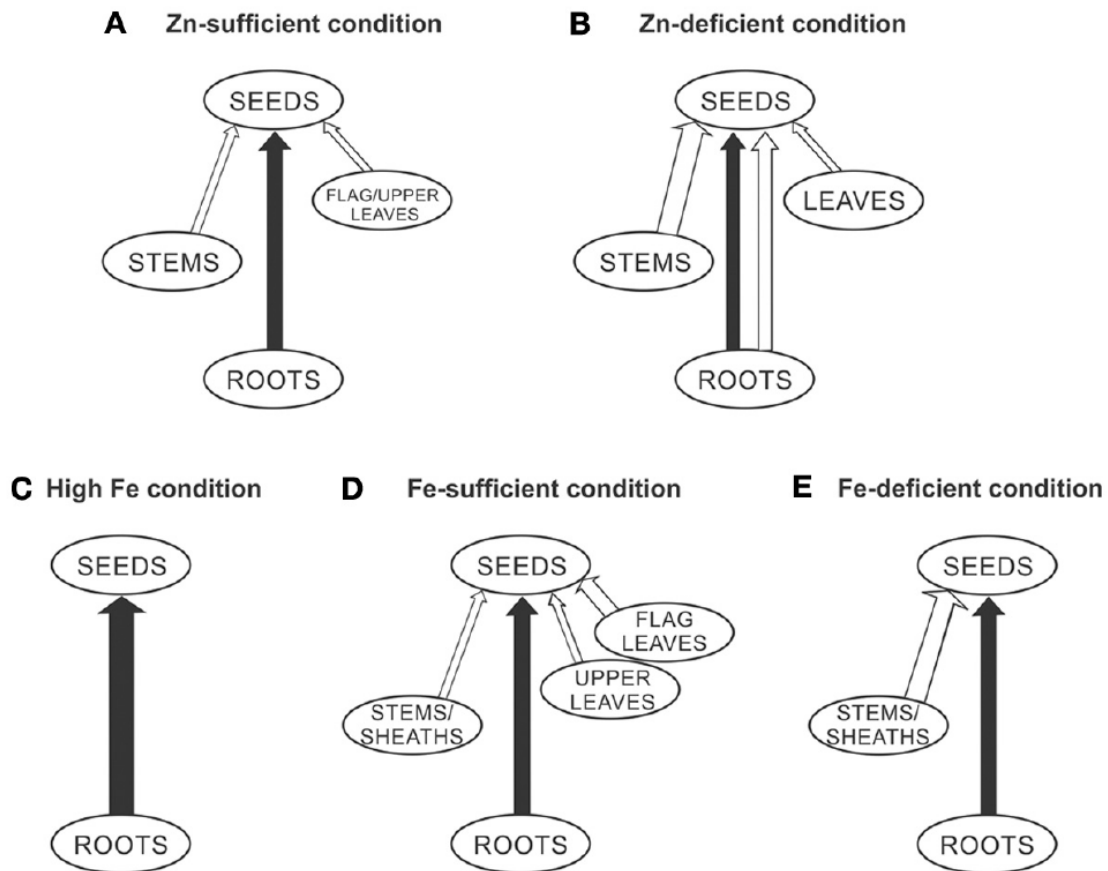 A Zn-sufficient condition
SEEDS
FLAG/UPPER
LEAVES
STEMS
ROOTS
B Zn-deficient condition
SEEDS
LEAVES
STEMS
ROOTS
C High Fe condition
SEEDS
ROOTS
D Fe-sufficient condition
SEEDS
FLAG
LEAVES
UPPER
LEAVES
STEMS/
SHEATHS
ROOTS
E Fe-deficient condition
SEEDS
STEMS/
SHEATHS
ROOTS